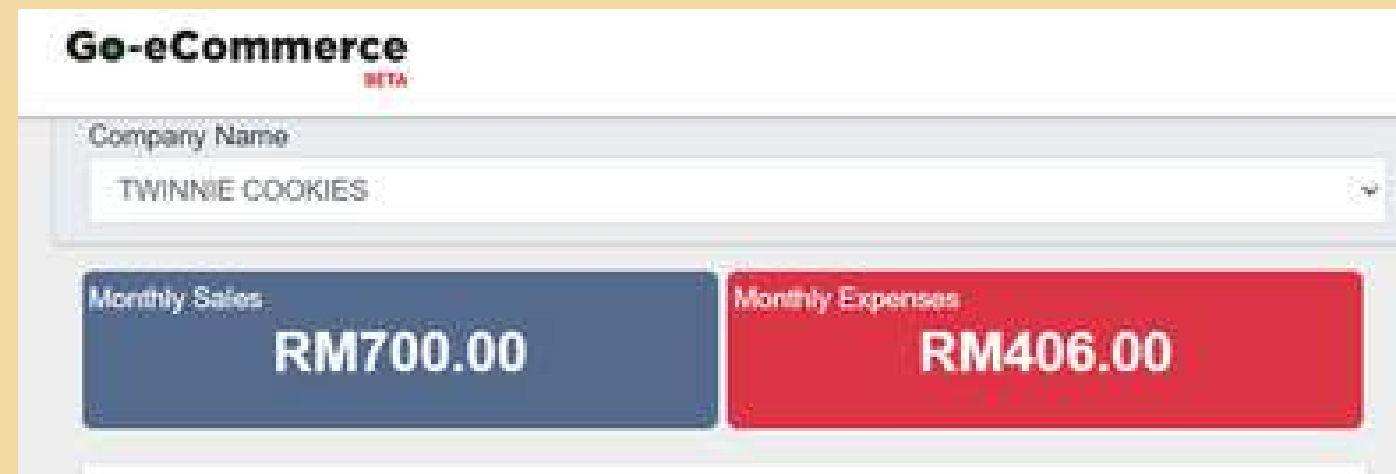 Go-eCommerce
BETA
Company Name
TWINNIE COOKIES
Monthly Sales
RM700.00
Monthly Expenses
RM406.00